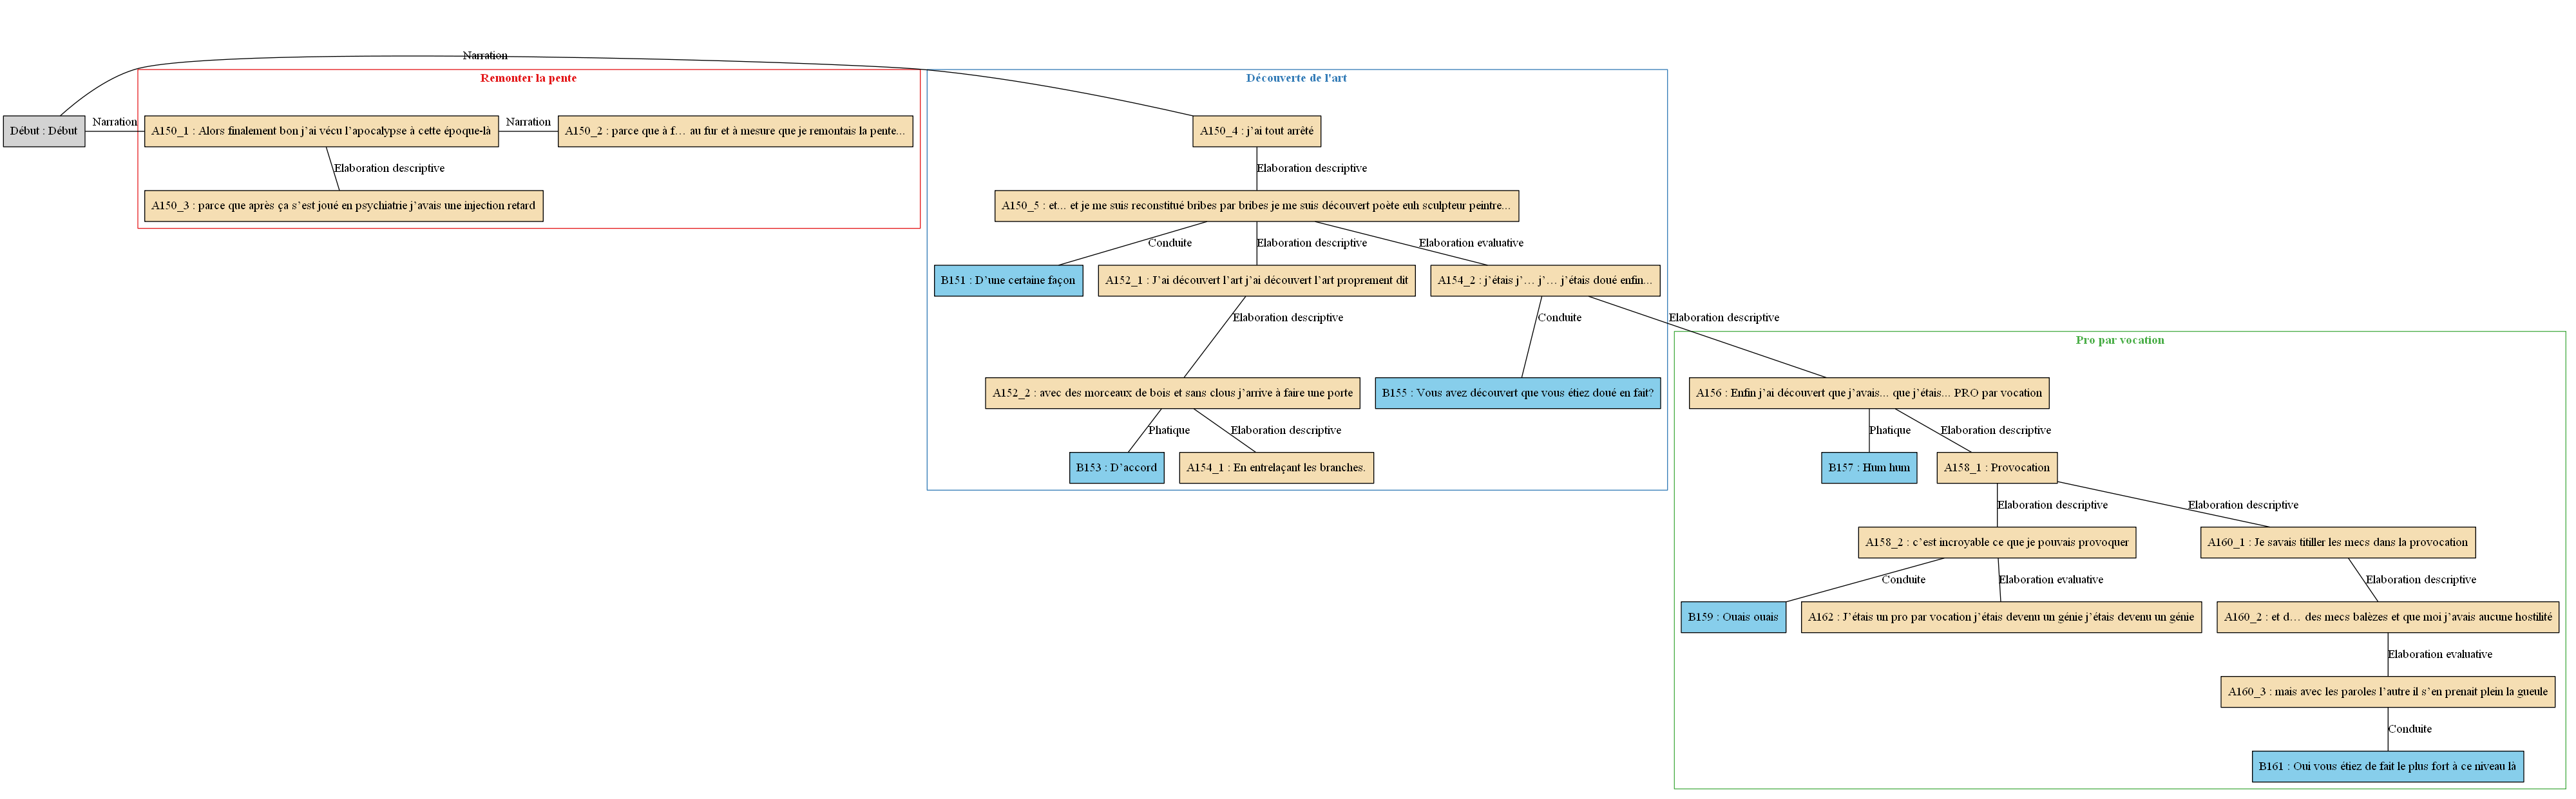 Narration
Remonter la pente
Découverte de l'art
Début : Début
Narration
A150_1 : Alors finalement bon j’ai vécu l’apocalypse à cette époque-là
Narration
A150_2 : parce que à f… au fur et à mesure que je remontais la pente...
A150_4 : j’ai tout arrêté
Elaboration descriptive
Elaboration descriptive
A150_3 : parce que après ça s’est joué en psychiatrie j’avais une injection retard
A150_5 : et... et je me suis reconstitué bribes par bribes je me suis découvert poète euh sculpteur peintre...
Conduite
Elaboration descriptive
Elaboration evaluative
B151 : D’une certaine façon
A152_1 : J’ai découvert l’art j’ai découvert l’art proprement dit
A154_2 : j’étais j’… j’… j’étais doué enfin...
Elaboration descriptive
Conduite
Elaboration descriptive
Pro par vocation
A152_2 : avec des morceaux de bois et sans clous j’arrive à faire une porte
B155 : Vous avez découvert que vous étiez doué en fait?
A156 : Enfin j’ai découvert que j’avais... que j’étais... PRO par vocation
Phatique
Elaboration descriptive
Phatique
Elaboration descriptive
B153 : D’accord
A154_1 : En entrelaçant les branches.
B157 : Hum hum
A158_1 : Provocation
Elaboration descriptive
Elaboration descriptive
A158_2 : c’est incroyable ce que je pouvais provoquer
A160_1 : Je savais titiller les mecs dans la provocation
Conduite
Elaboration evaluative
Elaboration descriptive
B159 : Ouais ouais
A162 : J’étais un pro par vocation j’étais devenu un génie j’étais devenu un génie
A160_2 : et d… des mecs balèzes et que moi j’avais aucune hostilité
Elaboration evaluative
A160_3 : mais avec les paroles l’autre il s’en prenait plein la gueule
Conduite
B161 : Oui vous étiez de fait le plus fort à ce niveau là